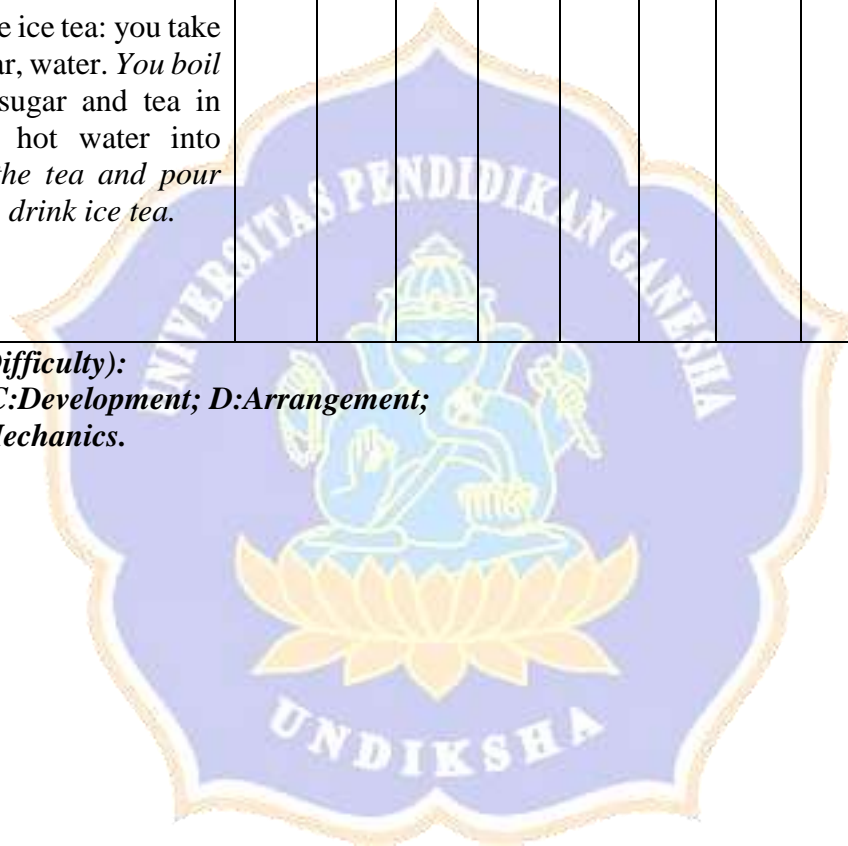 e ice tea: you take
ar, water. You boil
sugar and tea in
hot water into
the tea and pour
drink ice tea.
ifficulty):
C:Development; D:Arrangement;
Mechanics.
UNIVERSITAS PENDIDIKAN GANESHA
UNDIKSHA